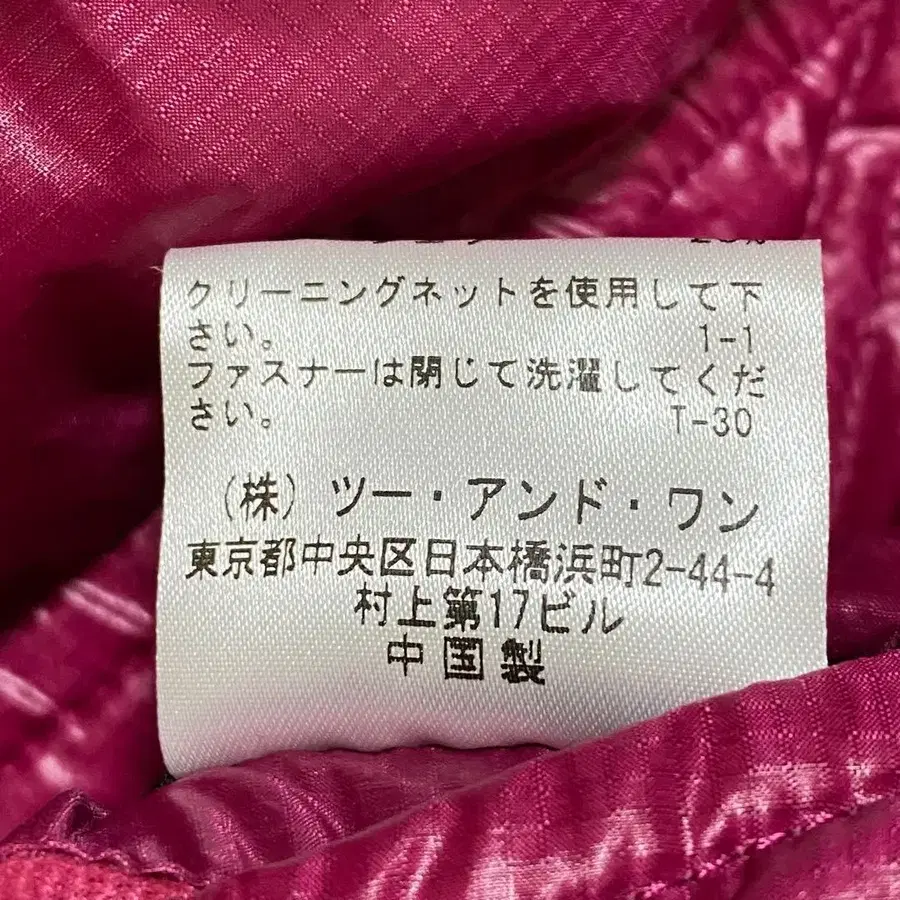 クリーニングネットを使用して下
さい。 1-1
ファスナーは閉じて洗濯してくだ
さい。 T-30
(株) ツー・アンド・ワン
東京都中央区日本橋浜町2-44-4
村上第17ビル
中国製